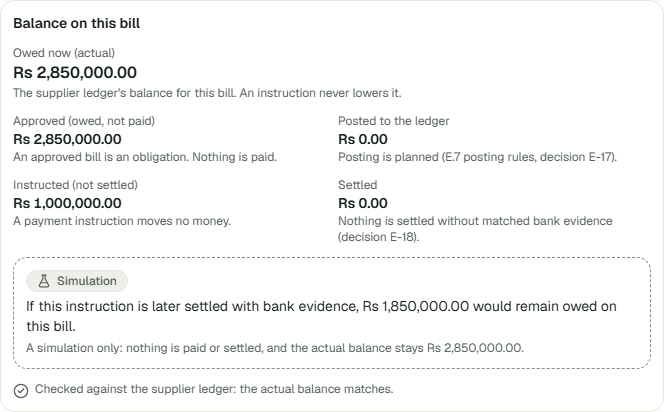 Balance on this bill
Owed now (actual)
Rs 2,850,000.00
The supplier ledger's balance for this bill. An instruction never lowers it.
Approved (owed, not paid)
Rs 2,850,000.00
An approved bill is an obligation. Nothing is paid.
Posted to the ledger
Rs 0.00
Posting is planned (E.7 posting rules, decision E-17).
Instructed (not settled)
Rs 1,000,000.00
A payment instruction moves no money.
Settled
Rs 0.00
Nothing is settled without matched bank evidence
(decision E-18).
Simulation
If this instruction is later settled with bank evidence, Rs 1,850,000.00 would remain owed on
this bill.
A simulation only: nothing is paid or settled, and the actual balance stays Rs 2,850,000.00.
Checked against the supplier ledger: the actual balance matches.